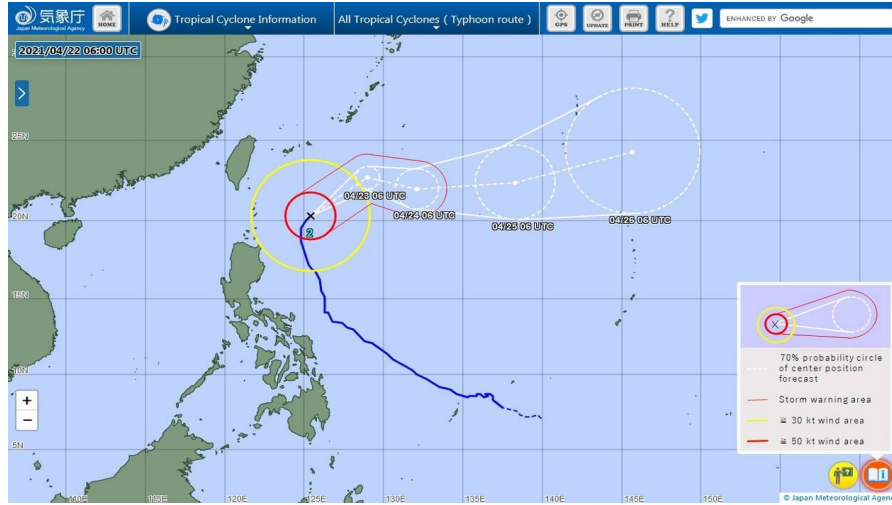 気象庁
Japan Meteorological Agency
HOME
Tropical Cyclone Information
All Tropical Cyclones ( Typhoon route )
GPS
UPDATE
PRINT
HELP
ENHANCED BY Google
2021/04/22 06:00 UTC
25N
20N
15N
10N
5N
2
04/23 06 UTC
04/24 06 UTC
04/25 06 UTC
04/26 06 UTC
+
−
70% probability circle
of center position
forecast
Storm warning area
≧ 30 kt wind area
≧ 50 kt wind area
110E
115E
120E
125E
130E
135E
140E
145E
150E
© Japan Meteorological Agenc